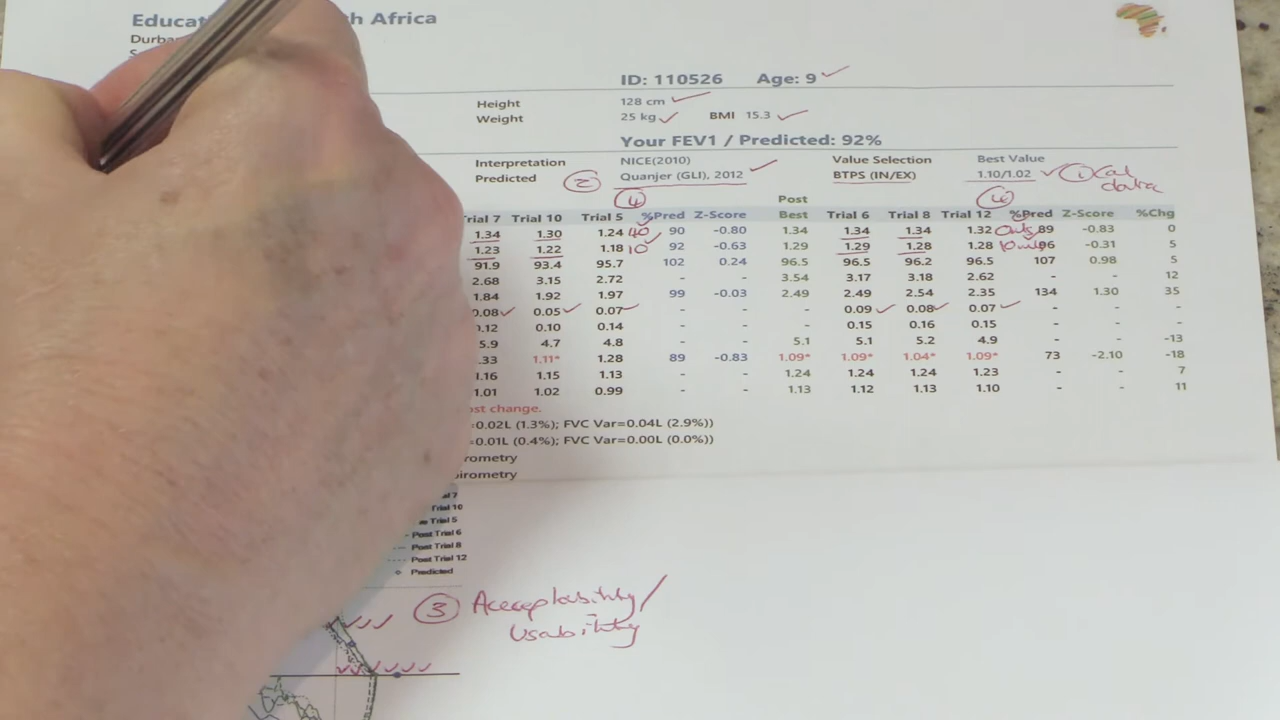 Educat h Africa
Durba
ID: 110526 Age: 9
Height 128 cm
Weight 25 kg BMI 15.3
Your FEV1 / Predicted: 92%
Interpretation NICE(2010) Value Selection Best Value
Predicted ② Quanjer (GLI), 2012 BTPS (IN/EX) 1.10/1.02 ① Cal data
④ Post ④
Trial 7 Trial 10 Trial 5 %Pred Z-Score Best Trial 6 Trial 8 Trial 12 %Pred Z-Score %Chg
1.34 1.30 1.24 40 90 -0.80 1.34 1.34 1.34 1.32 89 -0.83 0
1.23 1.22 1.18 10 92 -0.63 1.29 1.29 1.28 1.28 96 -0.31 5
91.9 93.4 95.7 102 0.24 96.5 96.5 96.2 96.5 107 0.98 5
2.68 3.15 2.72 - - 3.54 3.17 3.18 2.62 - - 12
1.84 1.92 1.97 99 -0.03 2.49 2.49 2.54 2.35 134 1.30 35
0.08 0.05 0.07 - - - 0.09 0.08 0.07 - - -
0.12 0.10 0.14 - - - 0.15 0.16 0.15 - - -
5.9 4.7 4.8 - - 5.1 5.1 5.2 4.9 - - -13
.33 1.11* 1.28 89 -0.83 1.09* 1.09* 1.04* 1.09* 73 -2.10 -18
1.16 1.15 1.13 - - 1.24 1.24 1.24 1.23 - - 7
1.01 1.02 0.99 - - 1.13 1.12 1.13 1.10 - - 11
ost change.
=0.02L (1.3%); FVC Var=0.04L (2.9%))
=0.01L (0.4%); FVC Var=0.00L (0.0%))
irometry
pirometry
al 7
Trial 10
Trial 5
Post Trial 6
Post Trial 8
Post Trial 12
Predicted
③ Acceptability/
Usability